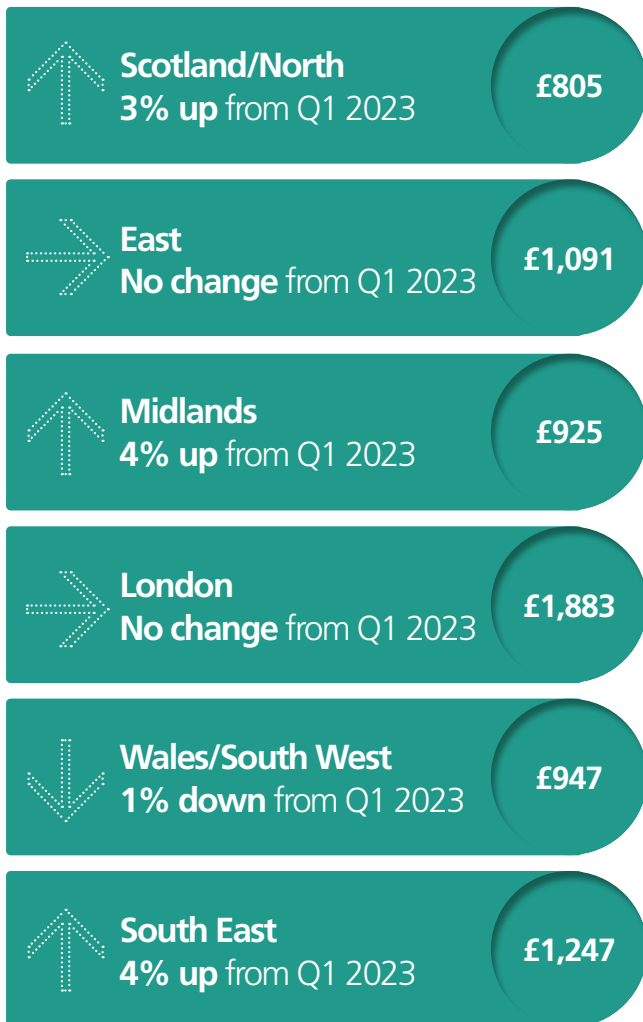 Scotland/North
3% up from Q1 2023
£805
East
No change from Q1 2023
£1,091
Midlands
4% up from Q1 2023
£925
London
No change from Q1 2023
£1,883
Wales/South West
1% down from Q1 2023
£947
South East
4% up from Q1 2023
£1,247